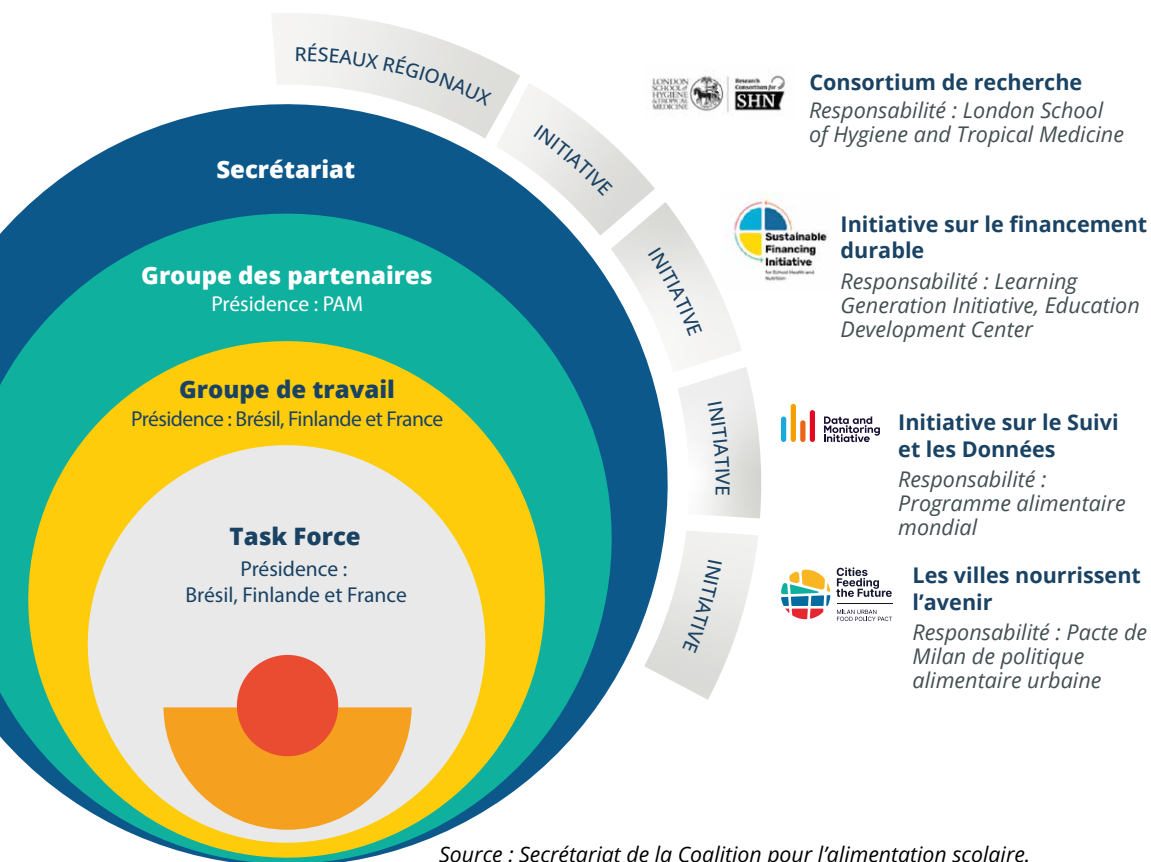 RÉSEAUX RÉGIONAUX
INITIATIVE
INITIATIVE
INITIATIVE
INITIATIVE
Secrétariat
Groupe des partenaires
Présidence : PAM
Groupe de travail
Présidence : Brésil, Finlande et France
Task Force
Présidence :
Brésil, Finlande et France
LONDON
SCHOOL of
HYGIENE
& TROPICAL
MEDICINE
Research
Consortium for
SHN
Consortium de recherche
Responsabilité : London School
of Hygiene and Tropical Medicine
Sustainable
Financing
Initiative
for School Health and
Nutrition
Initiative sur le financement
durable
Responsabilité : Learning
Generation Initiative, Education
Development Center
Data and
Monitoring
Initiative
Initiative sur le Suivi
et les Données
Responsabilité :
Programme alimentaire
mondial
Cities
Feeding
the Future
MILAN URBAN
FOOD POLICY PACT
Les villes nourrissent
l’avenir
Responsabilité : Pacte de
Milan de politique
alimentaire urbaine
Source : Secrétariat de la Coalition pour l’alimentation scolaire.